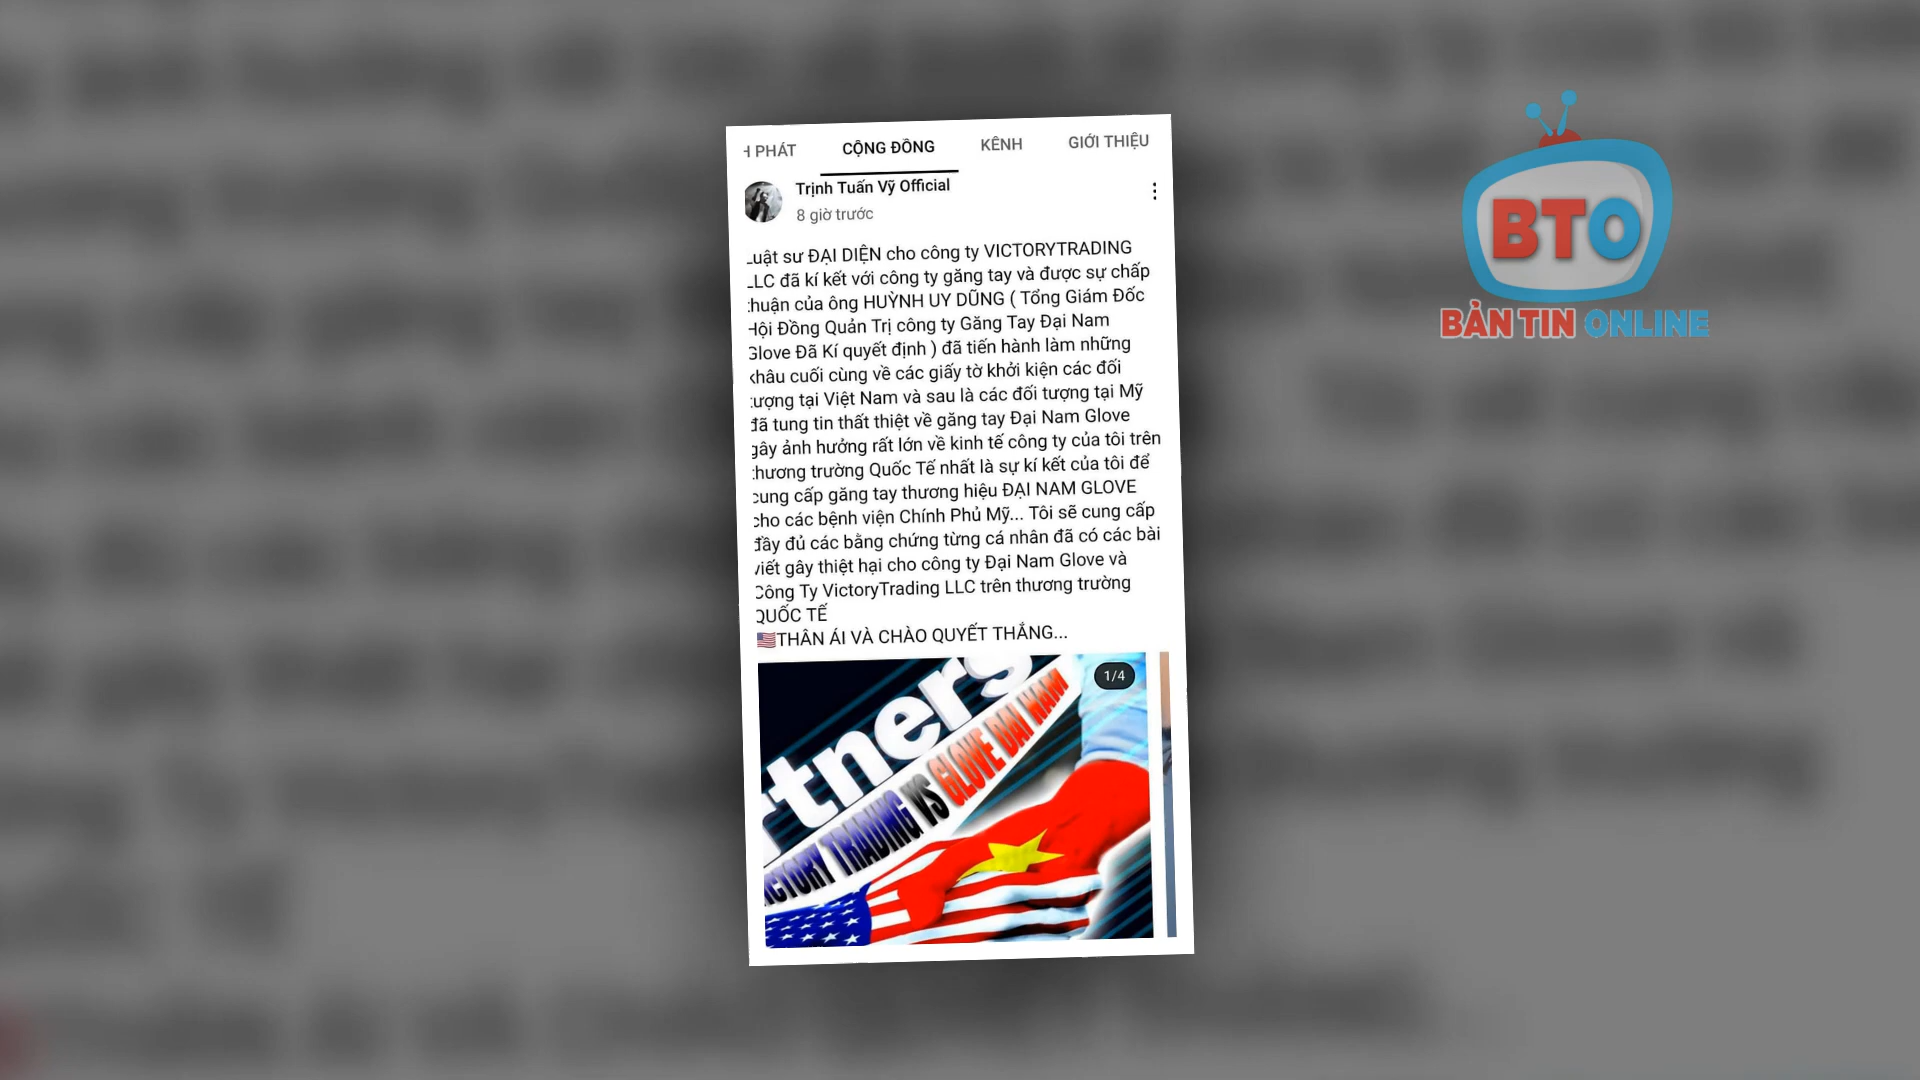 H PHÁT CỘNG ĐỒNG KÊNH GIỚI THIỆU
Trịnh Tuấn Vỹ Official
8 giờ trước
Luật sư ĐẠI DIỆN cho công ty VICTORYTRADING
LLC đã kí kết với công ty găng tay và được sự chấp
thuận của ông HUỲNH UY DŨNG ( Tổng Giám Đốc
Hội Đồng Quản Trị công ty Găng Tay Đại Nam
Glove Đã Kí quyết định ) đã tiến hành làm những
khâu cuối cùng về các giấy tờ khởi kiện các đối
tượng tại Việt Nam và sau là các đối tượng tại Mỹ
đã tung tin thất thiệt về găng tay Đại Nam Glove
gây ảnh hưởng rất lớn về kinh tế công ty của tôi trên
thương trường Quốc Tế nhất là sự kí kết của tôi để
cung cấp găng tay thương hiệu ĐẠI NAM GLOVE
cho các bệnh viện Chính Phủ Mỹ... Tôi sẽ cung cấp
đầy đủ các bằng chứng từng cá nhân đã có các bài
viết gây thiệt hại cho công ty Đại Nam Glove và
Công Ty VictoryTrading LLC trên thương trường
QUỐC TẾ
🇺🇸THÂN ÁI VÀ CHÀO QUYẾT THẮNG...
1/4
rtners
ICTORY TRADING VS GLOVE DAI NAM
BTO
BẢN TIN ONLINE